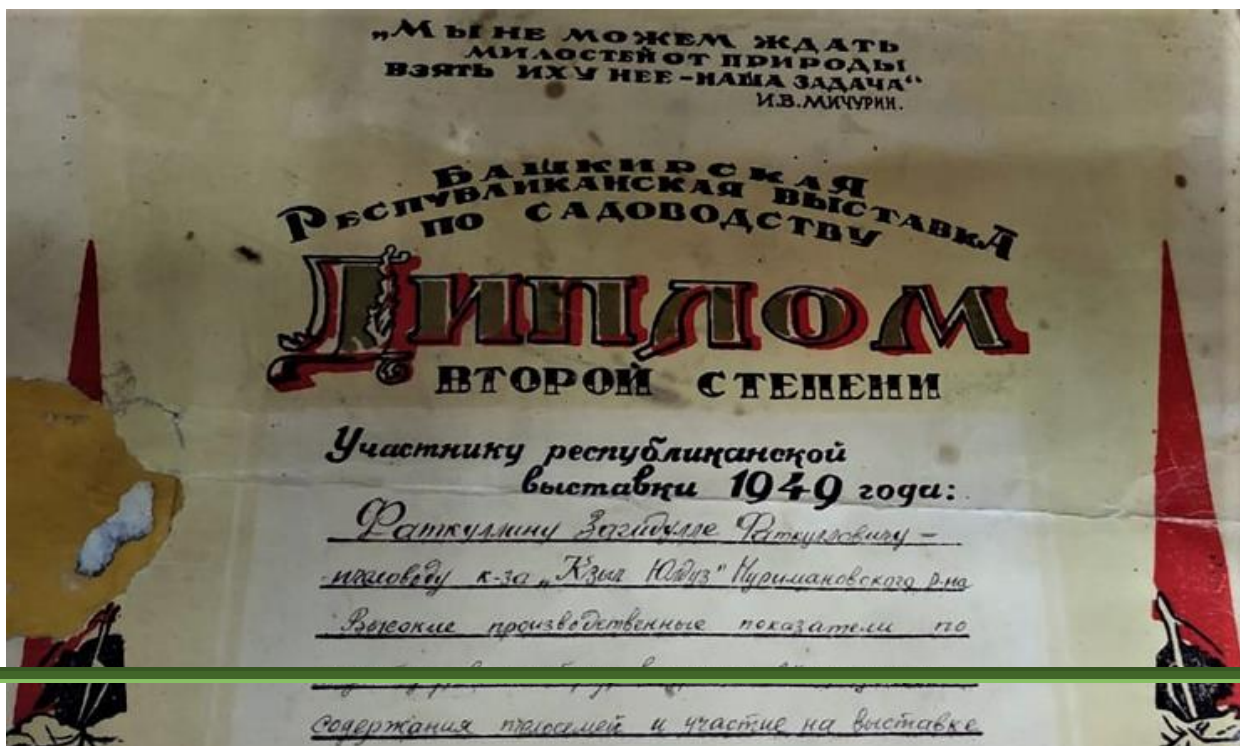 „МЫ НЕ МОЖЕМ ЖДАТЬ
МИЛОСТЕЙ ОТ ПРИРОДЫ
ВЗЯТЬ ИХ У НЕЕ – НАША ЗАДАЧА“
И.В. МИЧУРИН.
БАШКИРСКАЯ
РЕСПУБЛИКАНСКАЯ ВЫСТАВКА
ПО САДОВОДСТВУ
ДИПЛОМ
ВТОРОЙ СТЕПЕНИ
Участнику республиканской
выставки 1949 года:
Фаткуллину Загидулле Фаткулловичу –
пчеловоду к-за „Кзыл Юлдуз" Нуримановского р-на
Высокие производственные показатели по
содержания пчелосемей и участие на выставке